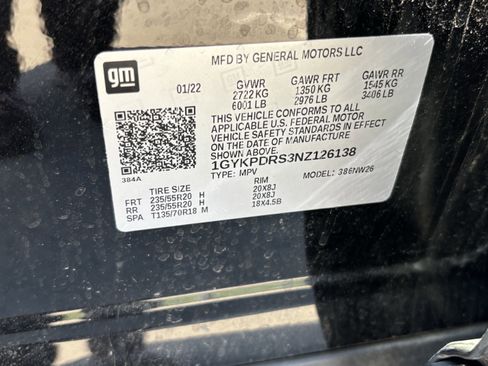 MFD BY GENERAL MOTORS LLC
gm
01/22 GVWR GAWR FRT GAWR RR
2722 KG 1350 KG 1545 KG
6001 LB 2976 LB 3406 LB
THIS VEHICLE CONFORMS TO ALL
APPLICABLE U.S. FEDERAL MOTOR
VEHICLE SAFETY STANDARDS IN EFFECT
ON THE DATE OF MANUFACTURE
SHOWN ABOVE.
1GYKPDRS3NZ126138
384A
TYPE: MPV MODEL: 386NW26
TIRE SIZE RIM
FRT 235/55R20 H 20X8J
RR 235/55R20 H 20X8J
SPA T135/70R18 M 18X4.5B